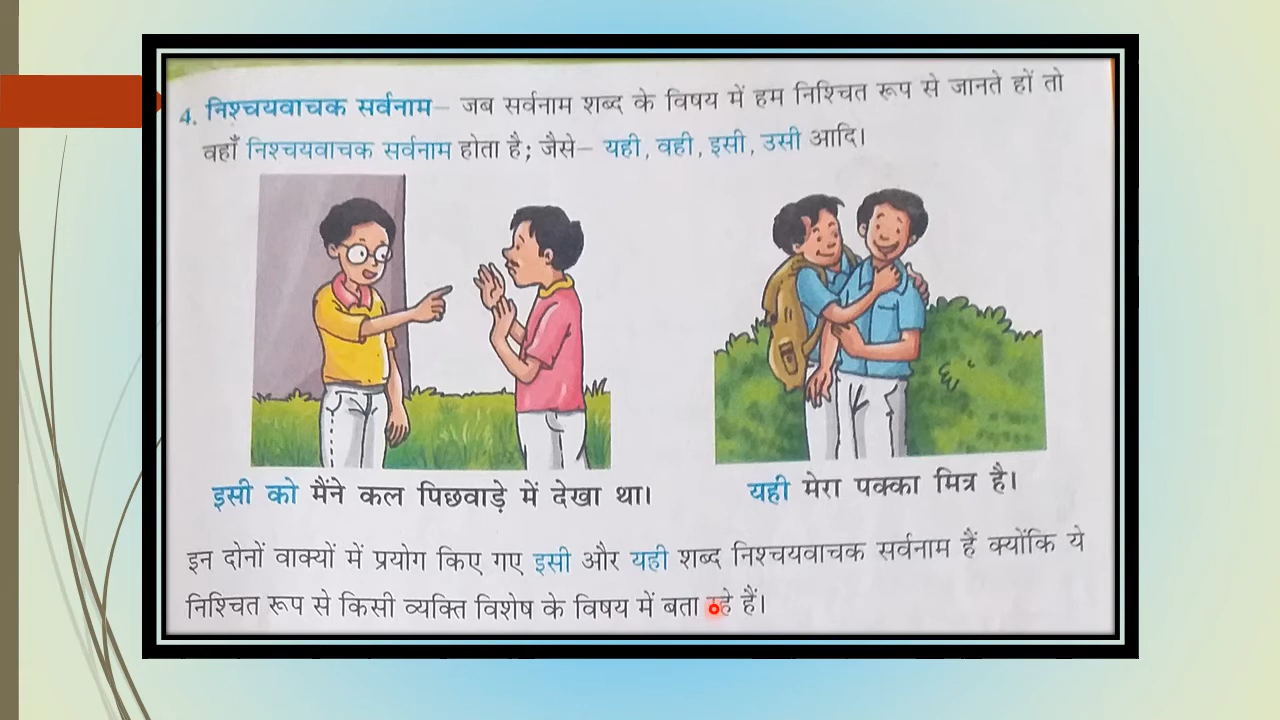 4. निश्चयवाचक सर्वनाम– जब सर्वनाम शब्द के विषय में हम निश्चित रूप से जानते हों तो
वहाँ निश्चयवाचक सर्वनाम होता है; जैसे– यही, वही, इसी, उसी आदि।
इसी को मैंने कल पिछवाड़े में देखा था।
यही मेरा पक्का मित्र है।
इन दोनों वाक्यों में प्रयोग किए गए इसी और यही शब्द निश्चयवाचक सर्वनाम हैं क्योंकि ये
निश्चित रूप से किसी व्यक्ति विशेष के विषय में बता रहे हैं।